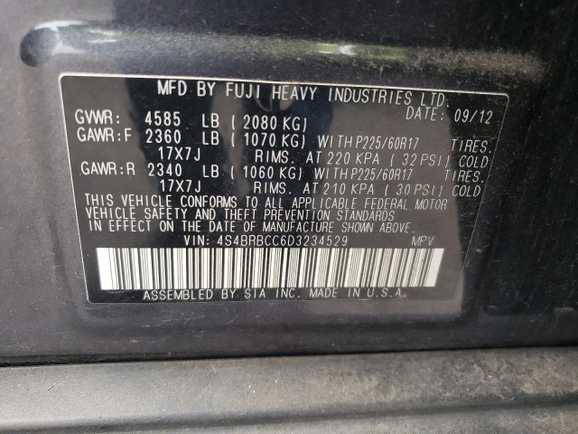 MFD BY FUJI HEAVY INDUSTRIES LTD.
DATE: 09/12
GVWR: 4585 LB ( 2080 KG)
GAWR:F 2360 LB ( 1070 KG) WITH P225/60R17 TIRES.
17X7J RIMS. AT 220 KPA ( 32 PSI) COLD
GAWR:R 2340 LB ( 1060 KG) WITH P225/60R17 TIRES.
17X7J RIMS. AT 210 KPA ( 30 PSI) COLD
THIS VEHICLE CONFORMS TO ALL APPLICABLE FEDERAL MOTOR
VEHICLE SAFETY AND THEFT PREVENTION STANDARDS
IN EFFECT ON THE DATE OF MANUFACTURE SHOWN ABOVE.
VIN: 4S4BRBCC6D3234529 MPV
ASSEMBLED BY SIA INC. MADE IN U.S.A.